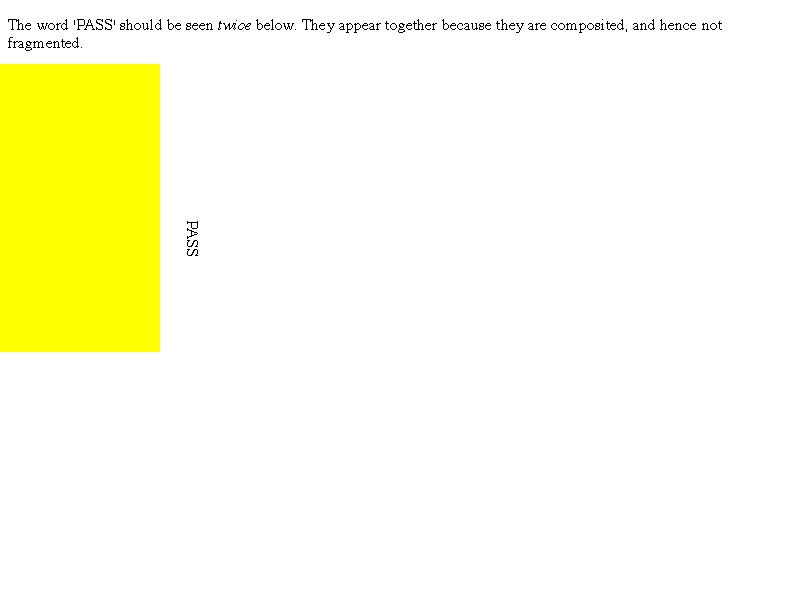 The word 'PASS' should be seen twice below. They appear together because they are composited, and hence not
fragmented.
PASS